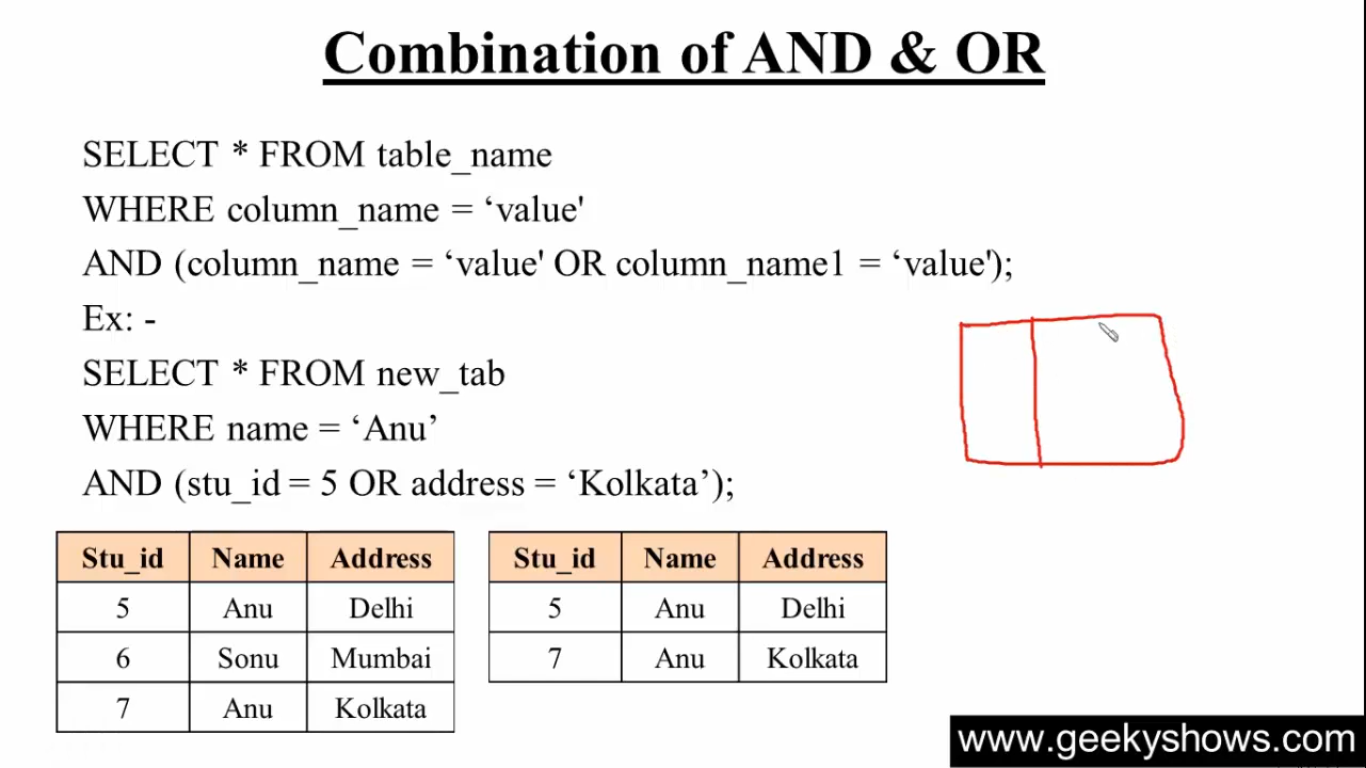 Combination of AND & OR
SELECT * FROM table_name
WHERE column_name = ‘value'
AND (column_name = ‘value' OR column_name1 = ‘value');
Ex: -
SELECT * FROM new_tab
WHERE name = ‘Anu’
AND (stu_id = 5 OR address = ‘Kolkata’);
Stu_id Name Address
5 Anu Delhi
6 Sonu Mumbai
7 Anu Kolkata
Stu_id Name Address
5 Anu Delhi
7 Anu Kolkata
www.geekyshows.com